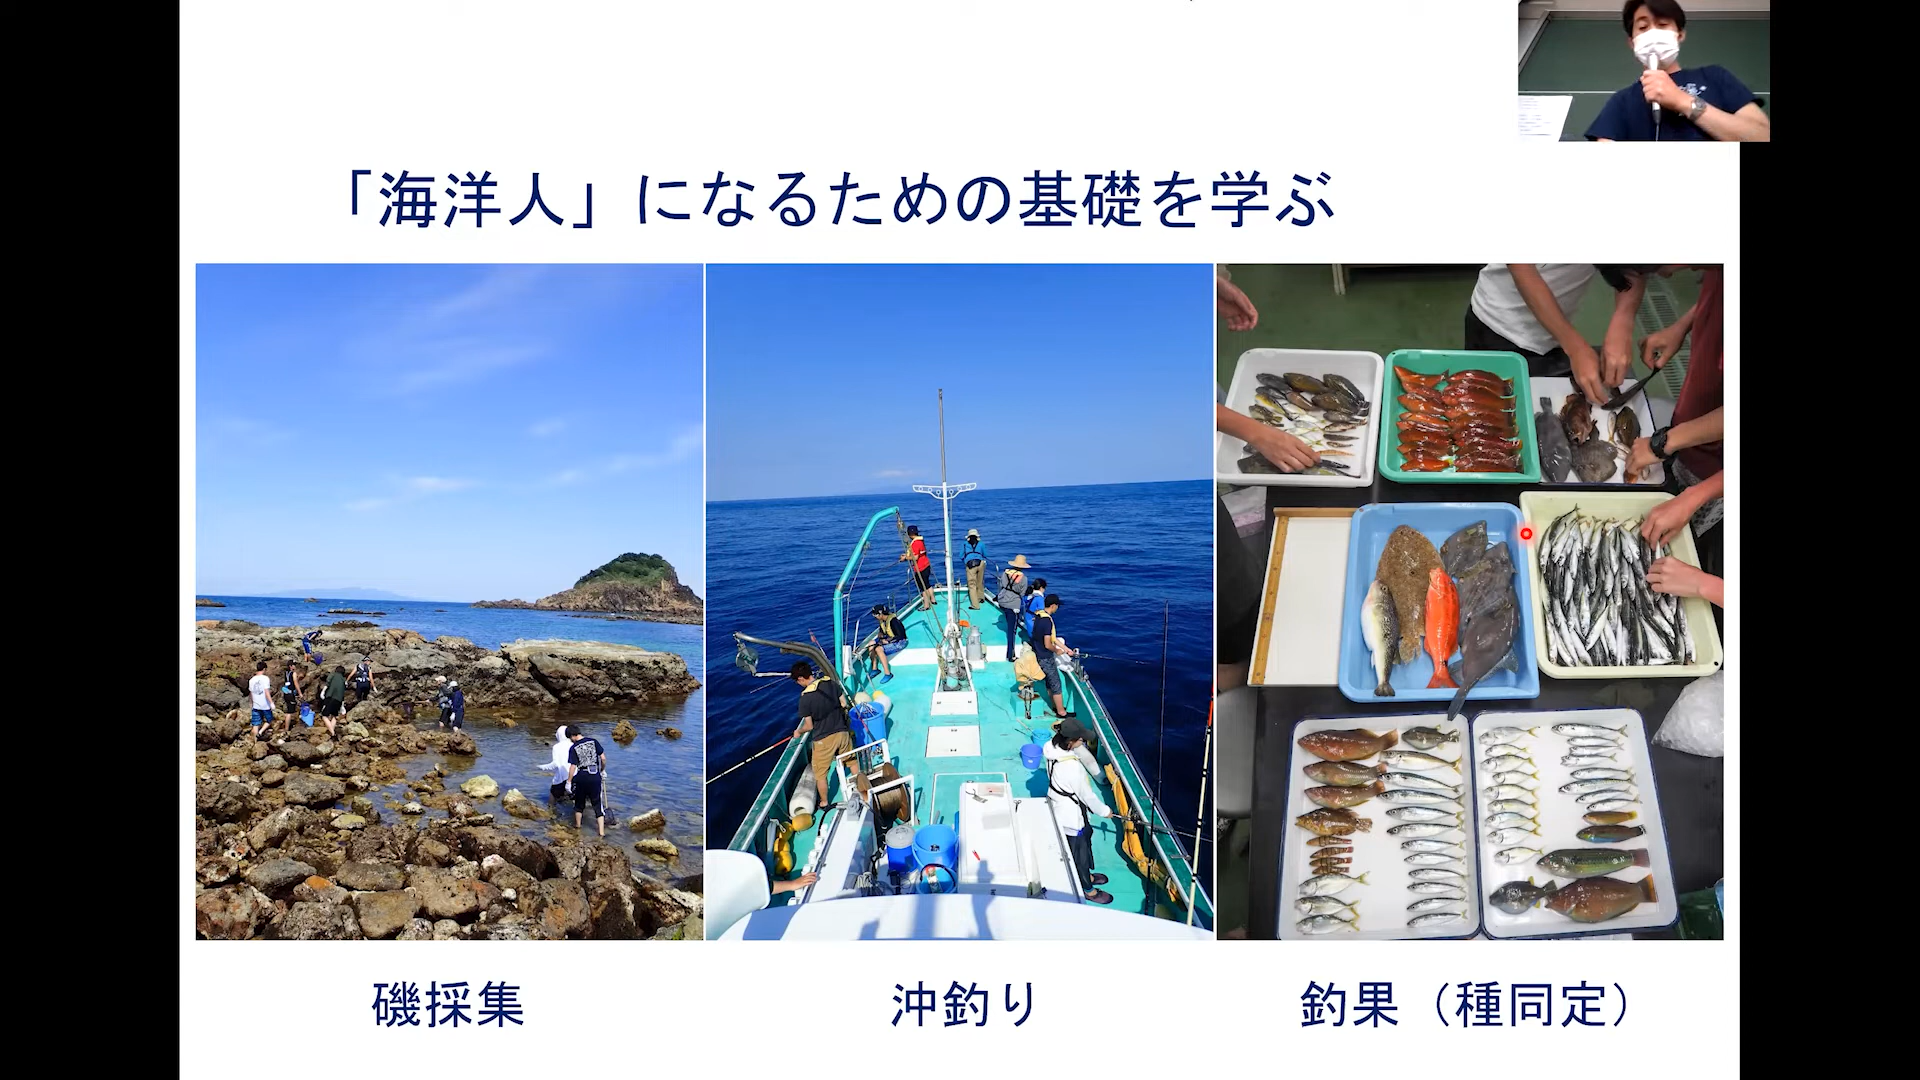 「海洋人」になるための基礎を学ぶ
磯採集
沖釣り
釣果（種同定）